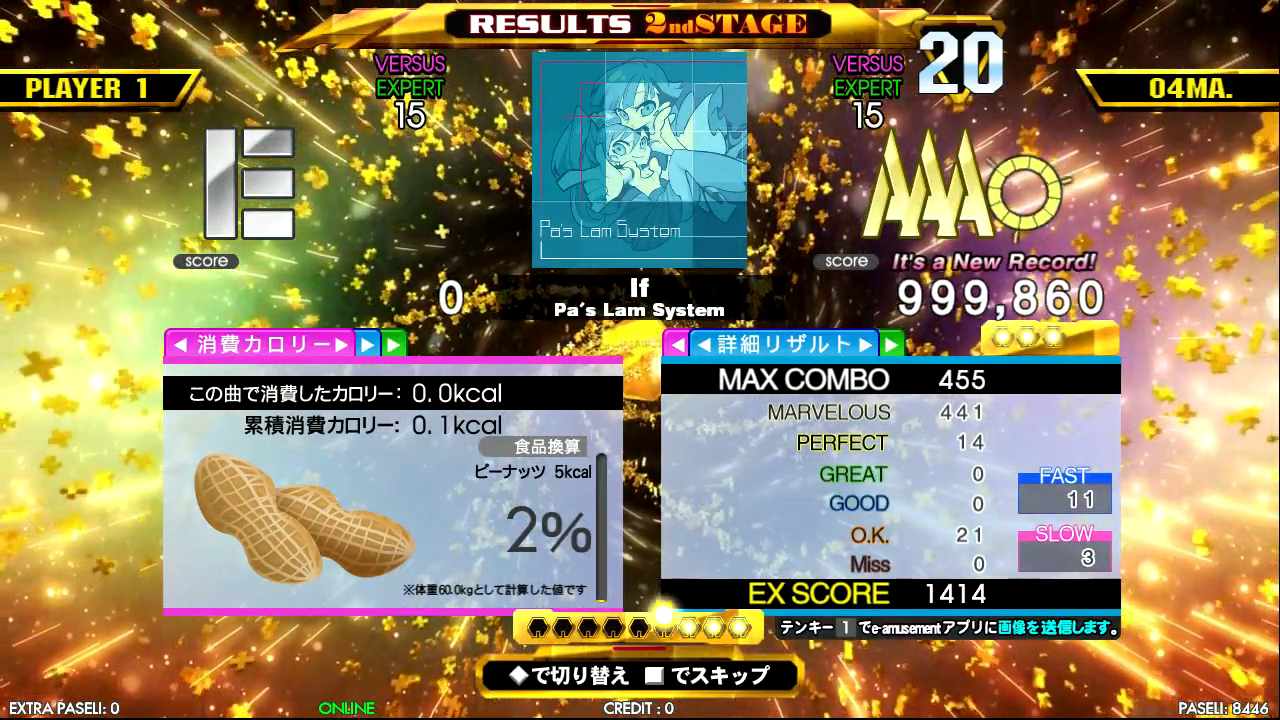 RESULTS 2ndSTAGE
20
PLAYER 1
VERSUS
EXPERT
15
VERSUS
EXPERT
15
04MA.
E
AAA
Pa's Lam System
score
0
score
It's a New Record!
999,860
If
Pa's Lam System
◀ 消費カロリー ▶ ▶ ▶
◀ ◀ 詳細リザルト ▶ ▶
この曲で消費したカロリー: 0.0kcal
累積消費カロリー: 0.1kcal
食品換算
ピーナッツ 5kcal
2%
※体重60.0kgとして計算した値です
MAX COMBO 455
MARVELOUS 441
PERFECT 14
GREAT 0
GOOD 0
O.K. 21
Miss 0
FAST
11
SLOW
3
EX SCORE 1414
テンキー 1 でe-amusementアプリに画像を送信します。
◆で切り替え ■でスキップ
EXTRA PASELI: 0
ONLINE
CREDIT : 0
PASELI: 8446